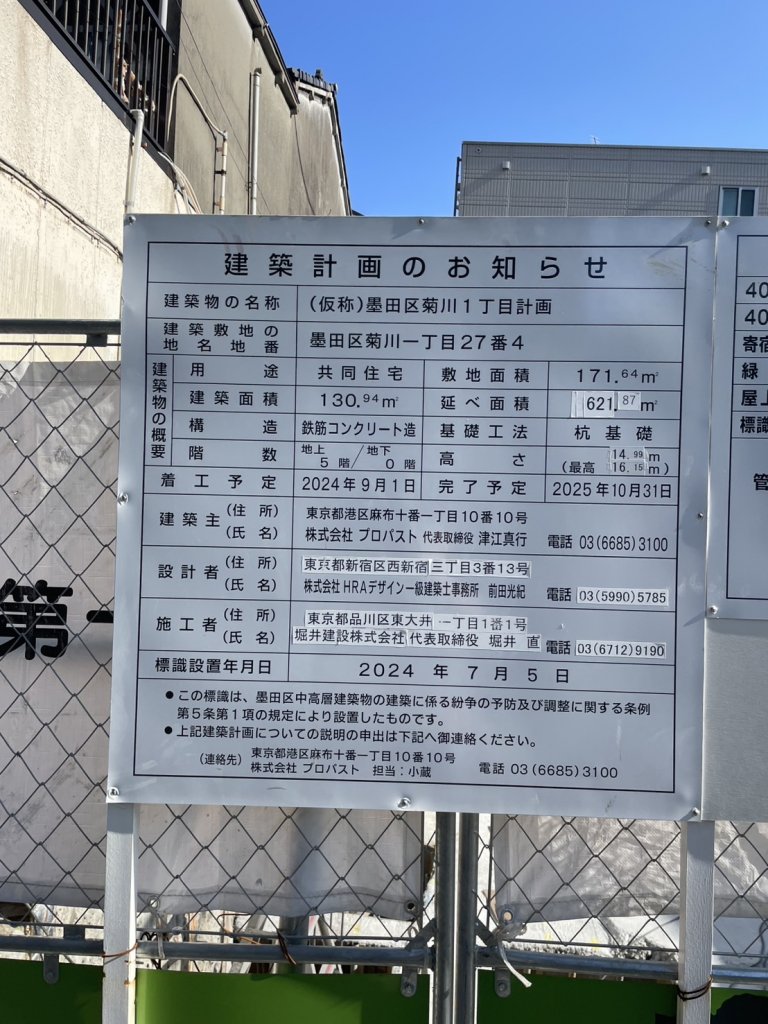 建築計画のお知らせ
建築物の名称 (仮称)墨田区菊川1丁目計画
建築敷地の地名地番 墨田区菊川一丁目27番4
建築物の概要
用途 共同住宅 敷地面積 171.64㎡
建築面積 130.94㎡ 延べ面積 621.87㎡
構造 鉄筋コンクリート造 基礎工法 杭基礎
階数 地上5階/地下0階 高さ 14.99m
(最高 16.15m)
着工予定 2024年9月1日 完了予定 2025年10月31日
建築主 (住所) 東京都港区麻布十番一丁目10番10号
(氏名) 株式会社 プロパスト 代表取締役 津江真行 電話 03(6685)3100
設計者 (住所) 東京都新宿区西新宿三丁目3番13号
(氏名) 株式会社HRAデザイン一級建築士事務所 前田光紀 電話 03(5990)5785
施工者 (住所) 東京都品川区東大井一丁目1番1号
(氏名) 堀井建設株式会社 代表取締役 堀井 直 電話 03(6712)9190
標識設置年月日 2024年7月5日
●この標識は、墨田区中高層建築物の建築に係る紛争の予防及び調整に関する条例
第5条第1項の規定により設置したものです。
●上記建築計画についての説明の申出は下記へ御連絡ください。
(連絡先) 東京都港区麻布十番一丁目10番10号
株式会社 プロパスト 担当:小蔵 電話 03(6685)3100
40
40
寄宿
緑
屋上
標識
管
第一